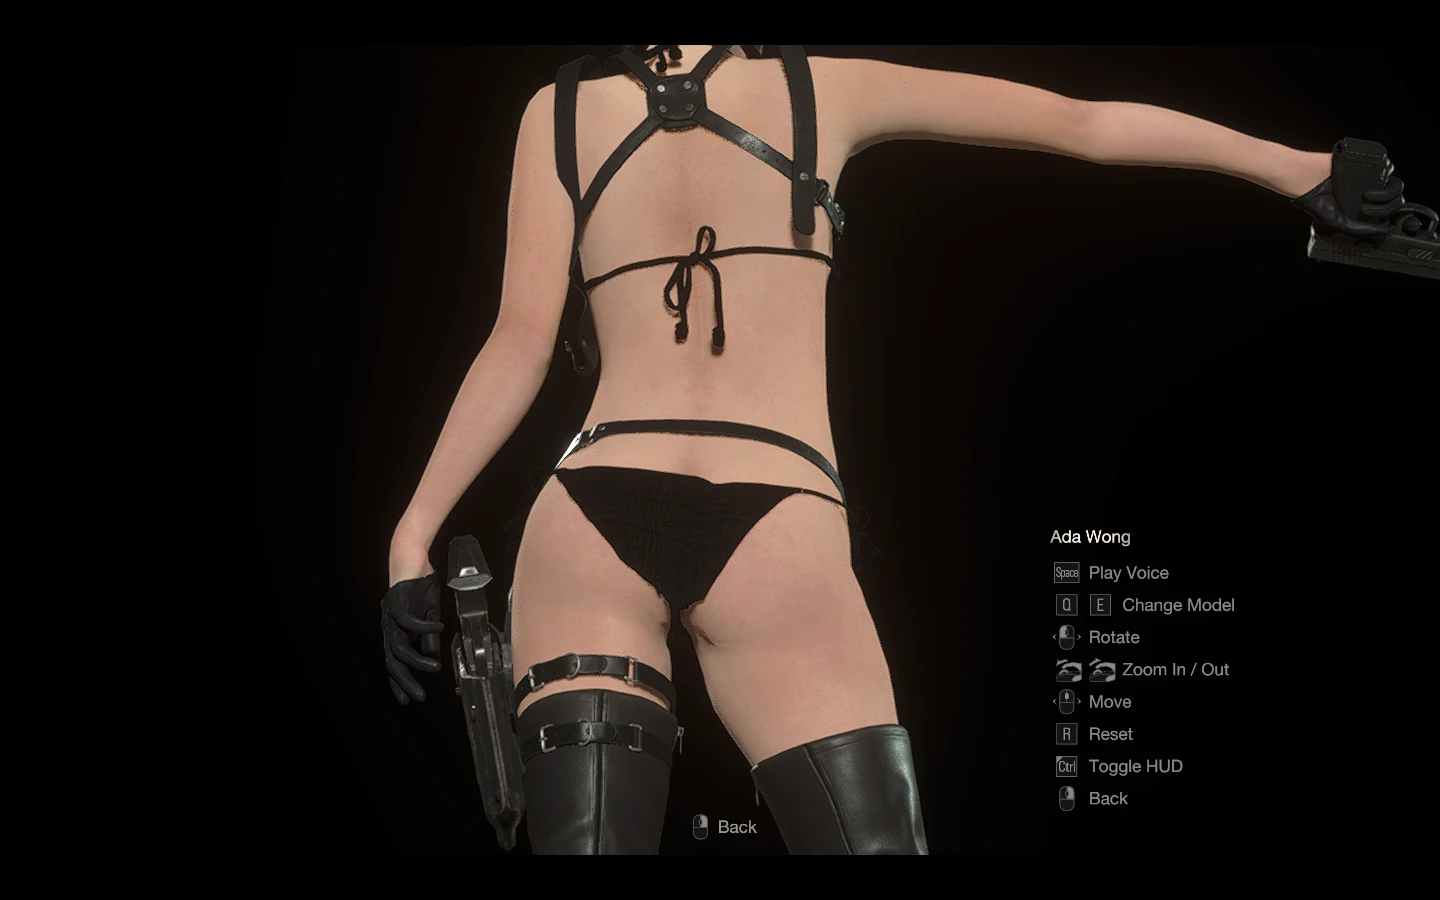 Ada Wong
Space Play Voice
Q E Change Model
Rotate
Zoom In / Out
Move
R Reset
Ctrl Toggle HUD
Back
Back